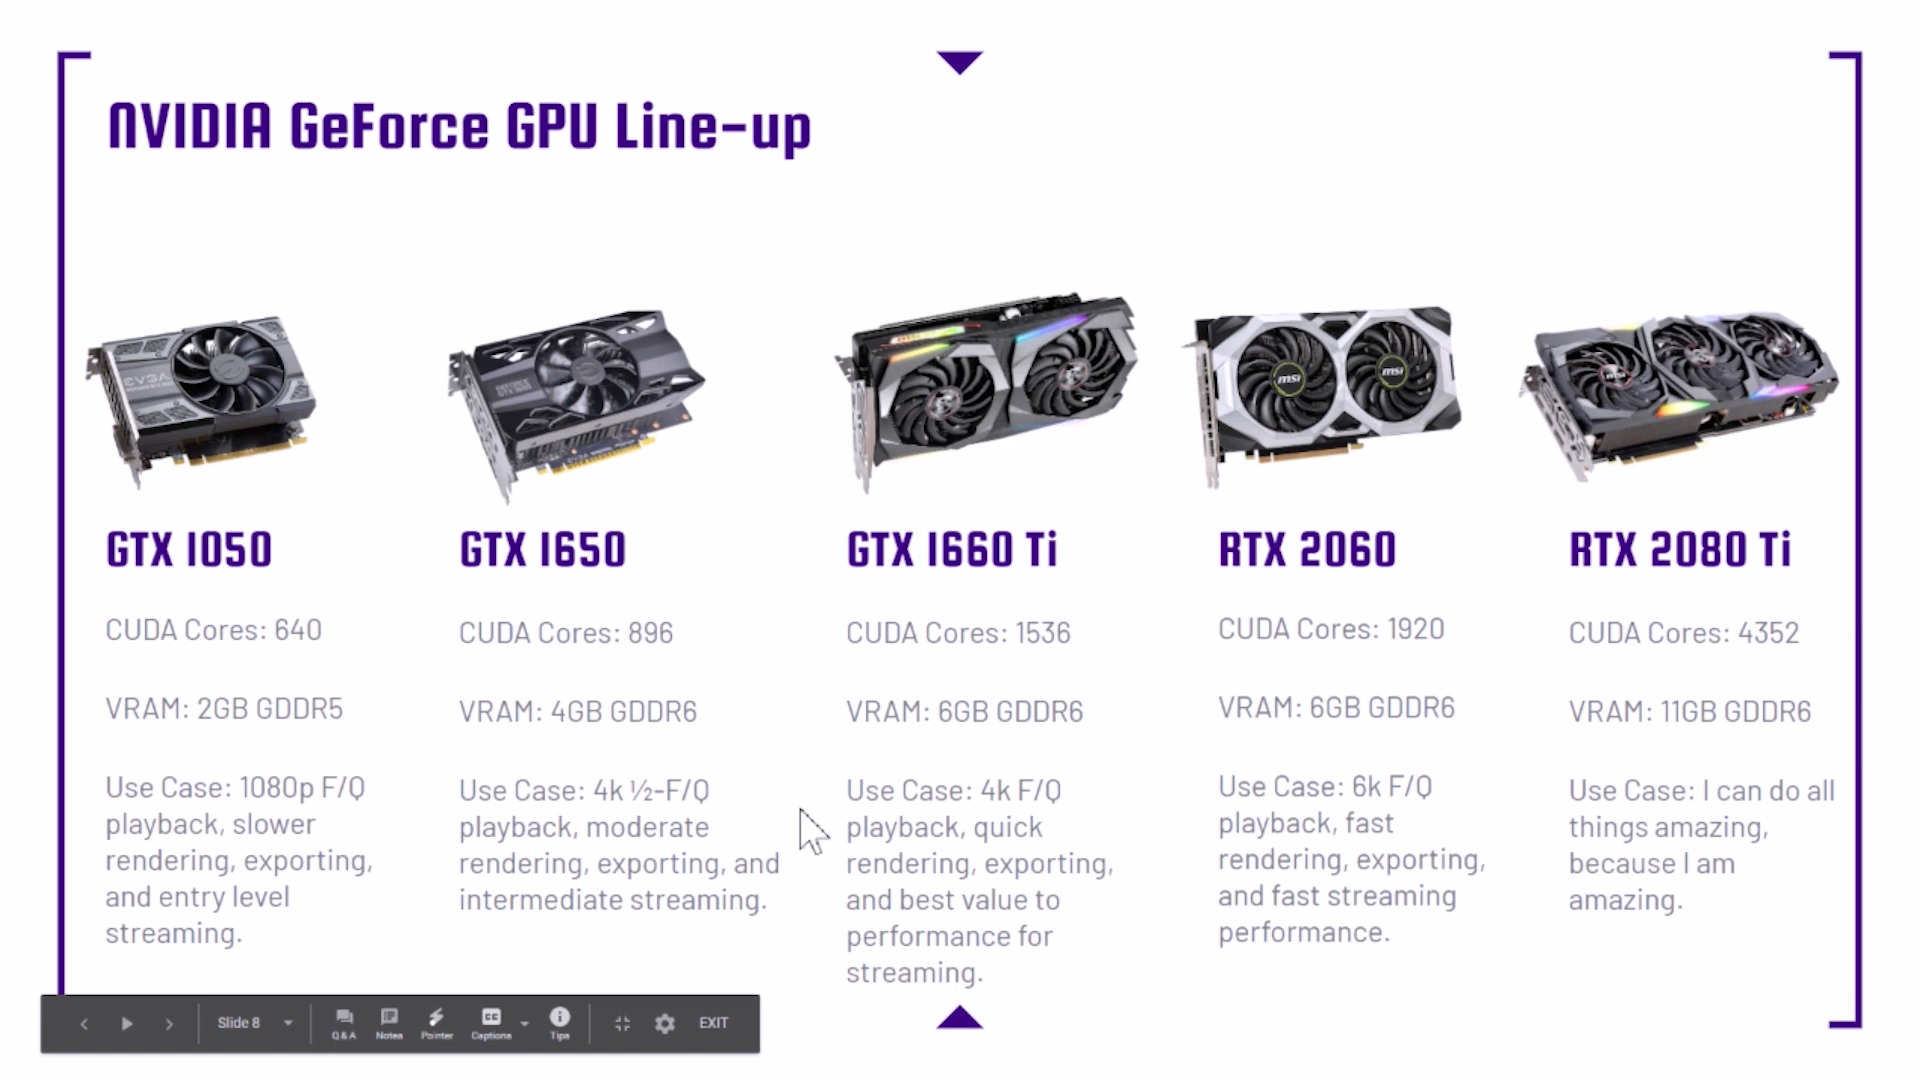 NVIDIA GeForce GPU Line-up
EVGA
msi
msi
msi
GTX 1050
CUDA Cores: 640
VRAM: 2GB GDDR5
Use Case: 1080p F/Q
playback, slower
rendering, exporting,
and entry level
streaming.
GTX 1650
CUDA Cores: 896
VRAM: 4GB GDDR6
Use Case: 4k ½-F/Q
playback, moderate
rendering, exporting, and
intermediate streaming.
GTX 1660 Ti
CUDA Cores: 1536
VRAM: 6GB GDDR6
Use Case: 4k F/Q
playback, quick
rendering, exporting,
and best value to
performance for
streaming.
RTX 2060
CUDA Cores: 1920
VRAM: 6GB GDDR6
Use Case: 6k F/Q
playback, fast
rendering, exporting,
and fast streaming
performance.
RTX 2080 Ti
CUDA Cores: 4352
VRAM: 11GB GDDR6
Use Case: I can do all
things amazing,
because I am
amazing.
Slide 8
Q&A
Notes
Pointer
CC
Captions
Tips
EXIT